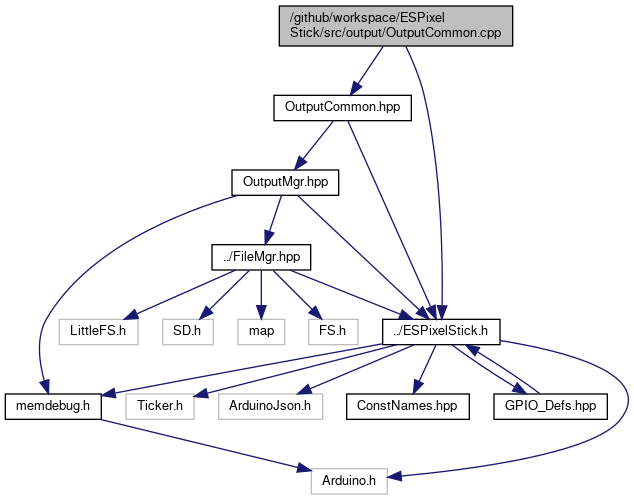 /github/workspace/ESPixel
Stick/src/output/OutputCommon.cpp
OutputCommon.hpp
OutputMgr.hpp
../FileMgr.hpp
LittleFS.h
SD.h
map
FS.h
../ESPixelStick.h
memdebug.h
Ticker.h
ArduinoJson.h
ConstNames.hpp
GPIO_Defs.hpp
Arduino.h